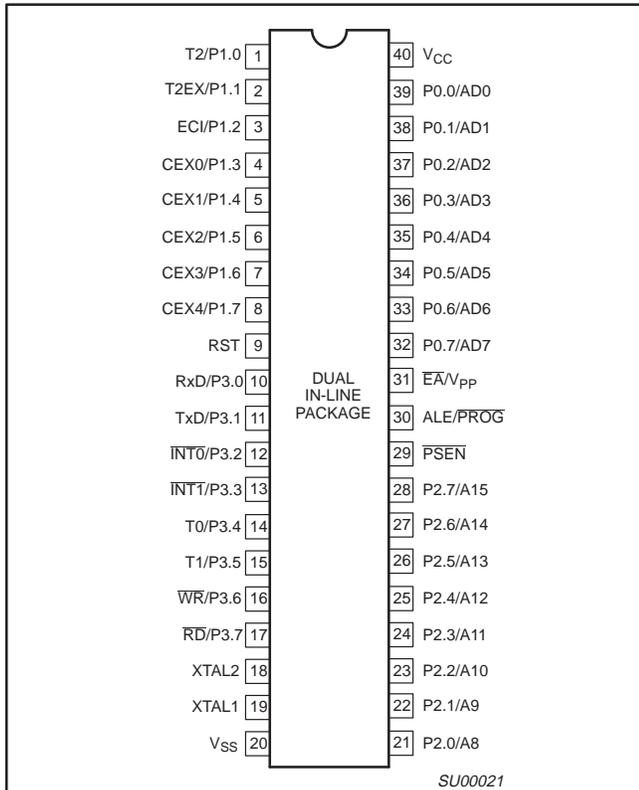 T2/P1.0 1 40 VCC
T2EX/P1.1 2 39 P0.0/AD0
ECI/P1.2 3 38 P0.1/AD1
CEX0/P1.3 4 37 P0.2/AD2
CEX1/P1.4 5 36 P0.3/AD3
CEX2/P1.5 6 35 P0.4/AD4
CEX3/P1.6 7 34 P0.5/AD5
CEX4/P1.7 8 33 P0.6/AD6
RST 9 32 P0.7/AD7
RxD/P3.0 10 31 E̅A̅/VPP
DUAL
IN-LINE
PACKAGE
TxD/P3.1 11 30 ALE/P̅R̅O̅G̅
I̅N̅T̅0̅/P3.2 12 29 P̅S̅E̅N̅
I̅N̅T̅1̅/P3.3 13 28 P2.7/A15
T0/P3.4 14 27 P2.6/A14
T1/P3.5 15 26 P2.5/A13
W̅R̅/P3.6 16 25 P2.4/A12
R̅D̅/P3.7 17 24 P2.3/A11
XTAL2 18 23 P2.2/A10
XTAL1 19 22 P2.1/A9
VSS 20 21 P2.0/A8
SU00021